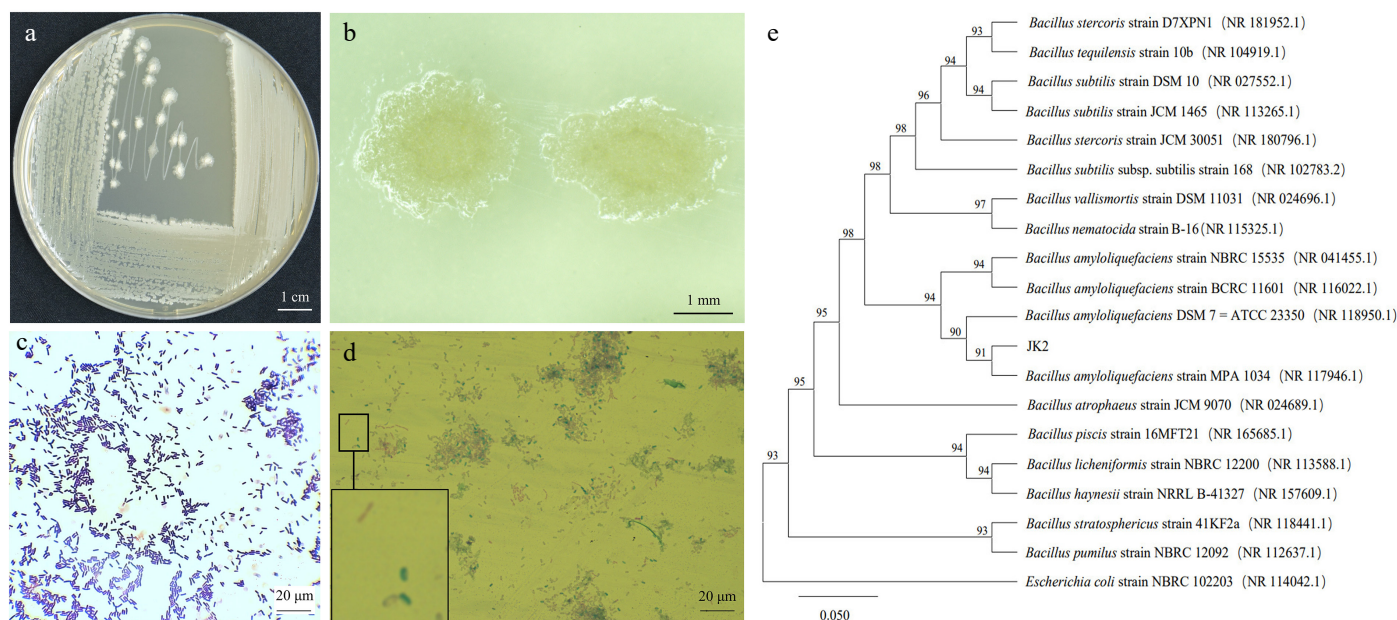 a
1 cm
b
1 mm
c
20 μm
d
20 μm
e
Bacillus stercoris strain D7XPN1 (NR 181952.1)
93
Bacillus tequilensis strain 10b (NR 104919.1)
94
Bacillus subtilis strain DSM 10 (NR 027552.1)
94
96
Bacillus subtilis strain JCM 1465 (NR 113265.1)
98
Bacillus stercoris strain JCM 30051 (NR 180796.1)
98
Bacillus subtilis subsp. subtilis strain 168 (NR 102783.2)
Bacillus vallismortis strain DSM 11031 (NR 024696.1)
97
Bacillus nematocida strain B-16 (NR 115325.1)
98
Bacillus amyloliquefaciens strain NBRC 15535 (NR 041455.1)
94
Bacillus amyloliquefaciens strain BCRC 11601 (NR 116022.1)
94
Bacillus amyloliquefaciens DSM 7 = ATCC 23350 (NR 118950.1)
95
90
JK2
91
Bacillus amyloliquefaciens strain MPA 1034 (NR 117946.1)
95
Bacillus atrophaeus strain JCM 9070 (NR 024689.1)
Bacillus piscis strain 16MFT21 (NR 165685.1)
94
93
Bacillus licheniformis strain NBRC 12200 (NR 113588.1)
94
Bacillus haynesii strain NRRL B-41327 (NR 157609.1)
Bacillus stratosphericus strain 41KF2a (NR 118441.1)
93
Bacillus pumilus strain NBRC 12092 (NR 112637.1)
Escherichia coli strain NBRC 102203 (NR 114042.1)
0.050